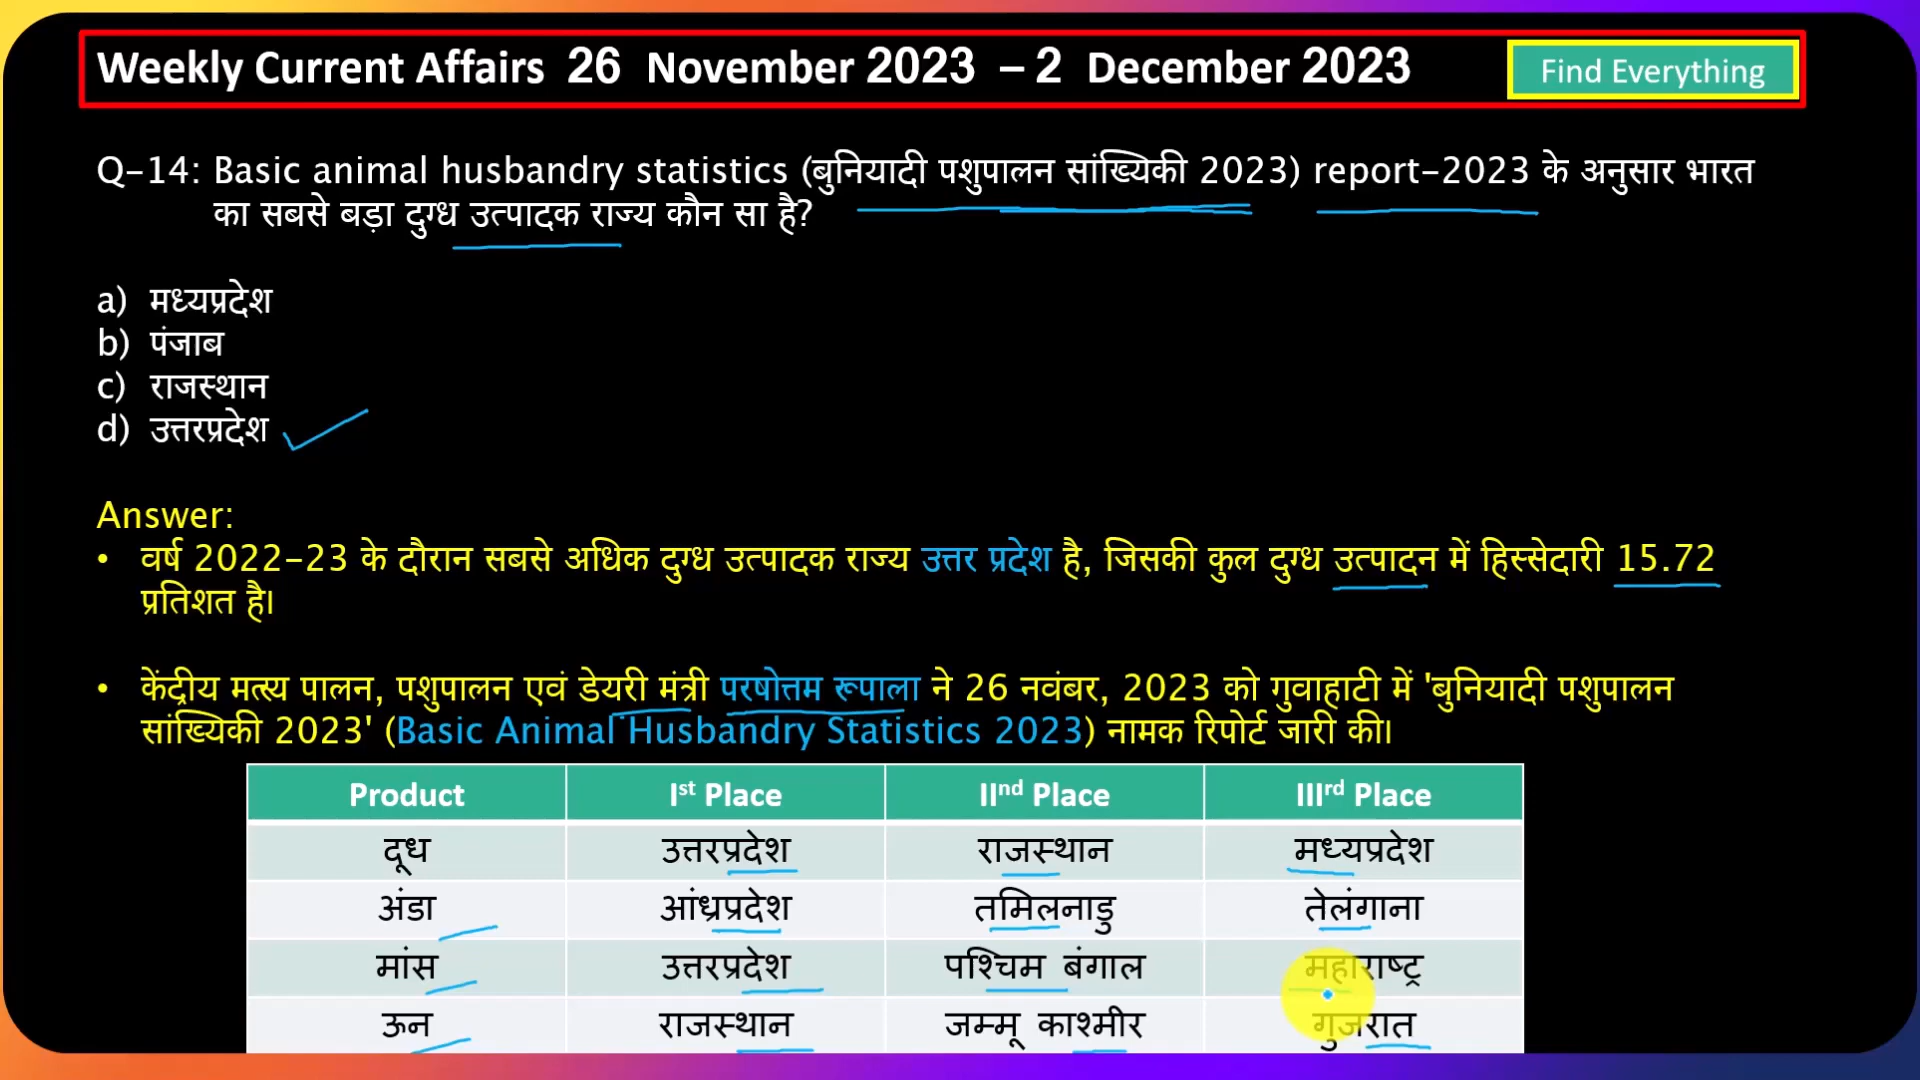 Weekly Current Affairs 26 November 2023 – 2 December 2023
Find Everything
Q-14: Basic animal husbandry statistics (बुनियादी पशुपालन सांख्यिकी 2023) report-2023 के अनुसार भारत
का सबसे बड़ा दुग्ध उत्पादक राज्य कौन सा है?
a) मध्यप्रदेश
b) पंजाब
c) राजस्थान
d) उत्तरप्रदेश
Answer:
• वर्ष 2022-23 के दौरान सबसे अधिक दुग्ध उत्पादक राज्य उत्तर प्रदेश है, जिसकी कुल दुग्ध उत्पादन में हिस्सेदारी 15.72
प्रतिशत है।
• केंद्रीय मत्स्य पालन, पशुपालन एवं डेयरी मंत्री परषोत्तम रूपाला ने 26 नवंबर, 2023 को गुवाहाटी में 'बुनियादी पशुपालन
सांख्यिकी 2023' (Basic Animal Husbandry Statistics 2023) नामक रिपोर्ट जारी की।
Product Ist Place IInd Place IIIrd Place
दूध उत्तरप्रदेश राजस्थान मध्यप्रदेश
अंडा आंध्रप्रदेश तमिलनाडु तेलंगाना
मांस उत्तरप्रदेश पश्चिम बंगाल महाराष्ट्र
ऊन राजस्थान जम्मू काश्मीर गुजरात